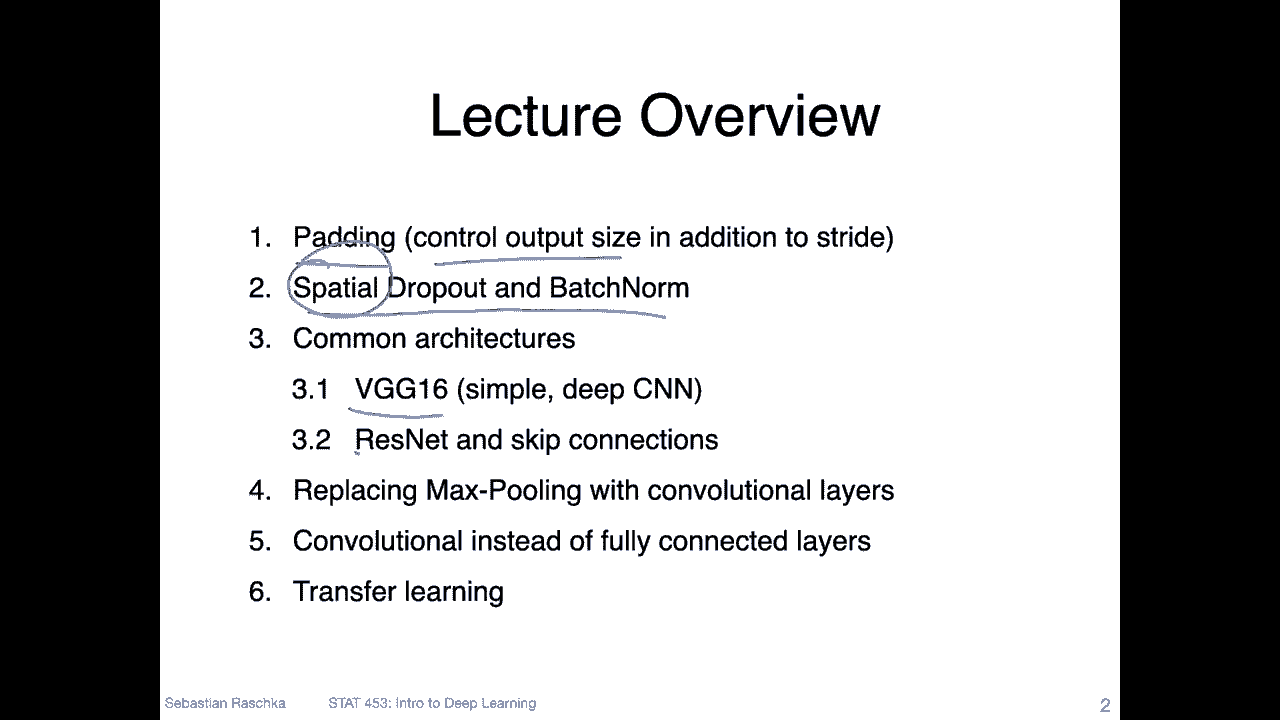 Lecture Overview
1. Padding (control output size in addition to stride)
2. Spatial Dropout and BatchNorm
3. Common architectures
3.1 VGG16 (simple, deep CNN)
3.2 ResNet and skip connections
4. Replacing Max-Pooling with convolutional layers
5. Convolutional instead of fully connected layers
6. Transfer learning
Sebastian Raschka STAT 453: Intro to Deep Learning 2